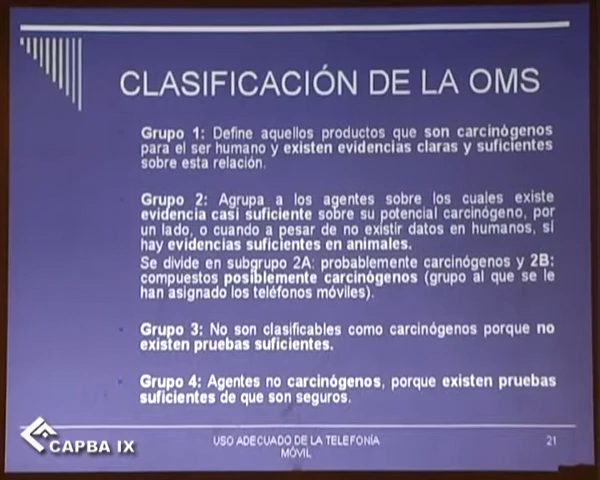 CLASIFICACIÓN DE LA OMS
Grupo 1: Define aquellos productos que son carcinógenos
para el ser humano y existen evidencias claras y suficientes
sobre esta relación.
Grupo 2: Agrupa a los agentes sobre los cuales existe
evidencia casi suficiente sobre su potencial carcinógeno, por
un lado, o cuando a pesar de no existir datos en humanos, sí
hay evidencias suficientes en animales.
Se divide en subgrupo 2A: probablemente carcinógenos y 2B:
compuestos posiblemente carcinógenos (grupo al que se le
han asignado los teléfonos móviles).
Grupo 3: No son clasificables como carcinógenos porque no
existen pruebas suficientes.
Grupo 4: Agentes no carcinógenos, porque existen pruebas
suficientes de que son seguros.
CAPBA IX
USO ADECUADO DE LA TELEFONÍA
MÓVIL
21